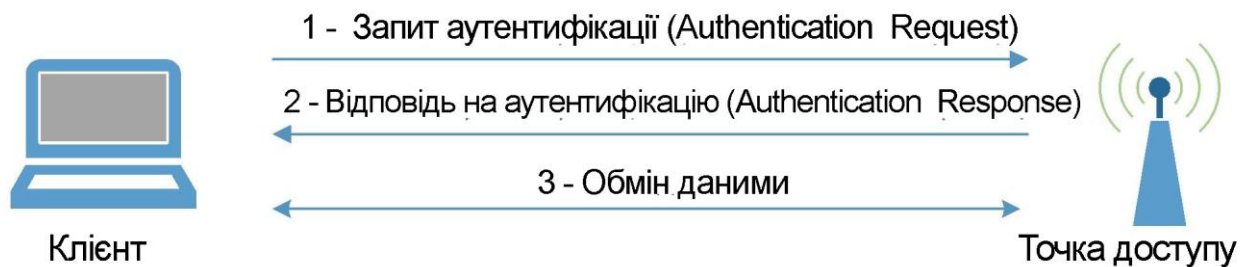 1 - Запит аутентифікації (Authentication Request)
2 - Відповідь на аутентифікацію (Authentication Response)
3 - Обмін даними
Клієнт
Точка доступу